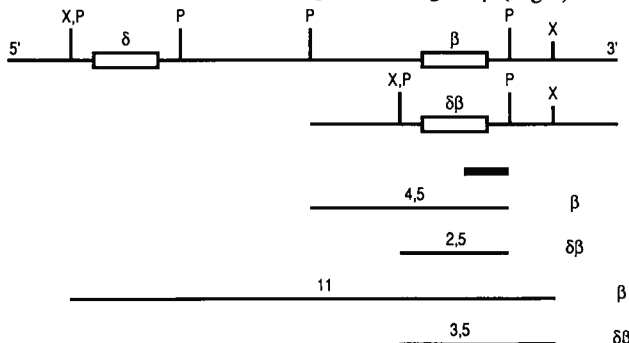 X,P P P P X
5' δ β 3'
X,P P X
δβ
4,5 β
2,5 δβ
11 β
3,5 δβ